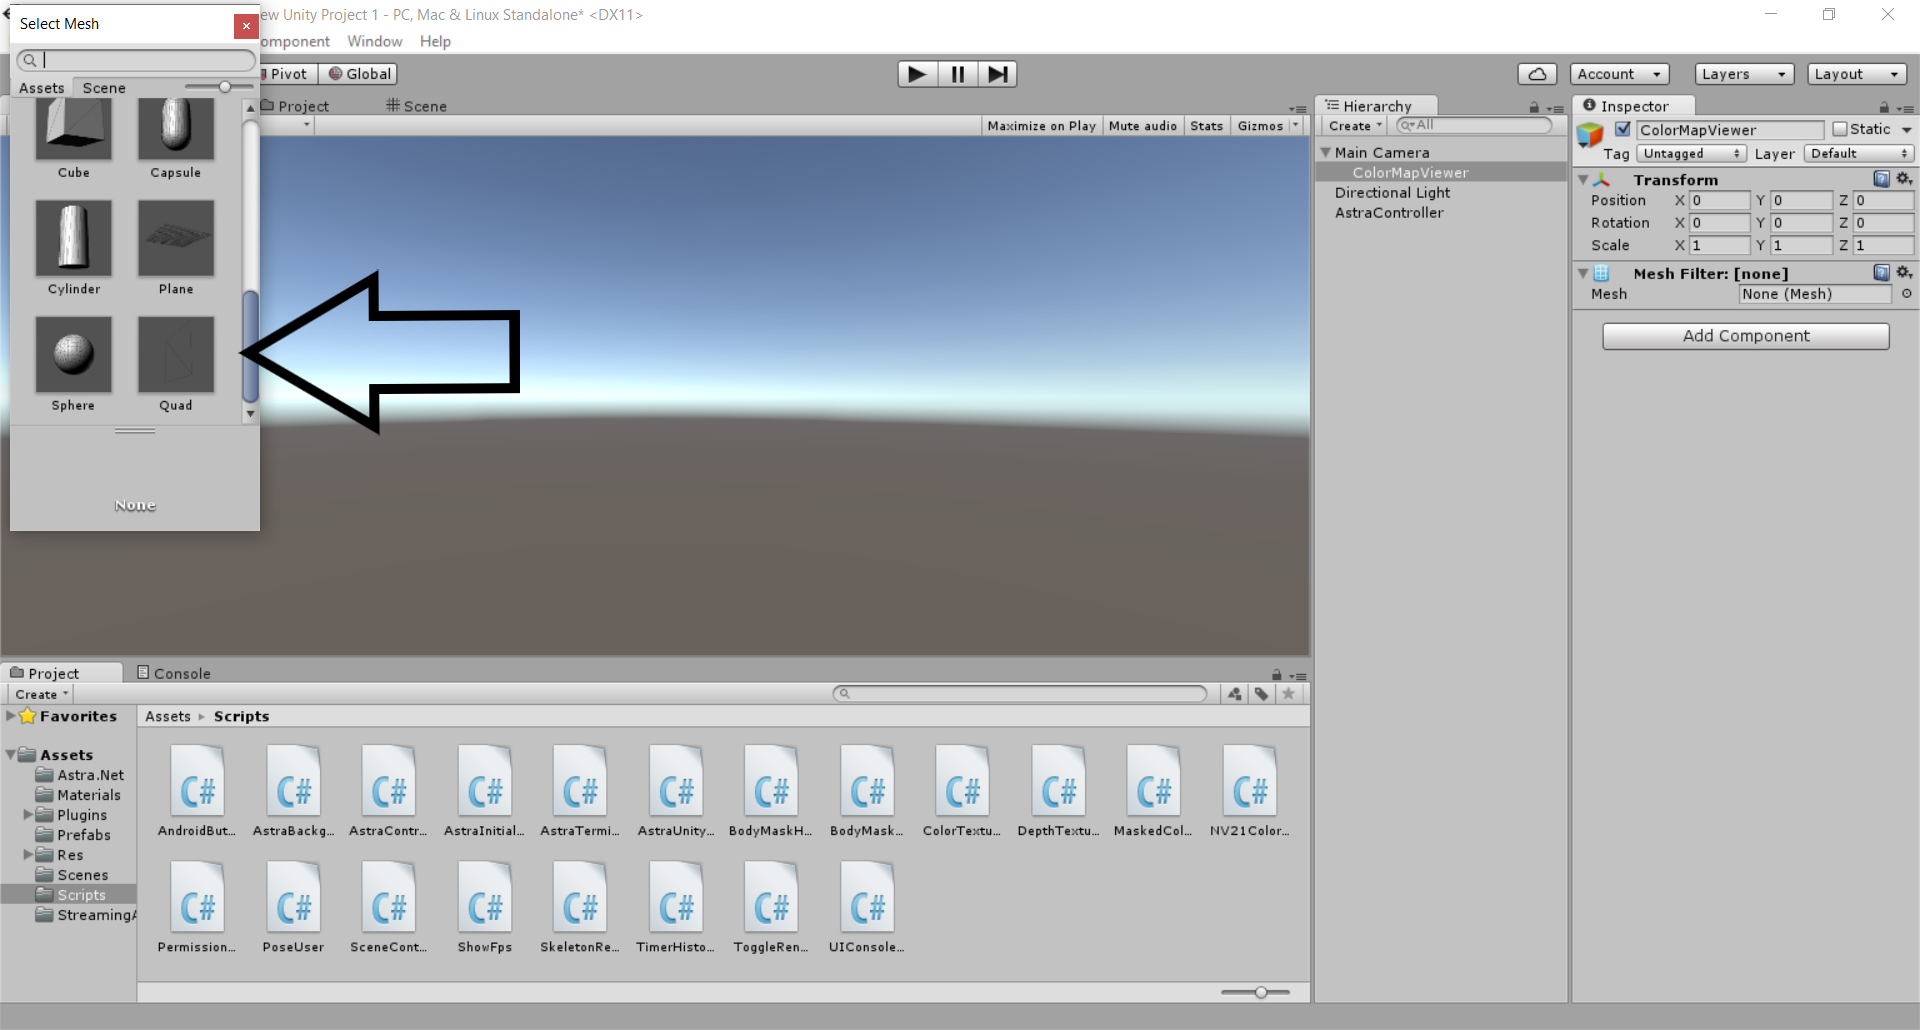 Select Mesh
ew Unity Project 1 - PC, Mac & Linux Standalone* <DX11>
omponent Window Help
Pivot Global
Account Layers Layout
Assets Scene
Project Scene
Maximize on Play Mute audio Stats Gizmos
Cube Capsule
Cylinder Plane
Sphere Quad
None
Hierarchy
Create All
Main Camera
ColorMapViewer
Directional Light
AstraController
Inspector
ColorMapViewer Static
Tag Untagged Layer Default
Transform
Position X 0 Y 0 Z 0
Rotation X 0 Y 0 Z 0
Scale X 1 Y 1 Z 1
Mesh Filter: [none]
Mesh None (Mesh)
Add Component
Project Console
Create
Favorites
Assets
Astra.Net
Materials
Plugins
Prefabs
Res
Scenes
Scripts
StreamingA
Assets Scripts
C# C# C# C# C# C# C# C# C# C# C# C#
AndroidBut... AstraBackg... AstraContr... AstraInitial... AstraTermi... AstraUnity... BodyMaskH... BodyMask... ColorTextu... DepthTextu... MaskedCol... NV21Color...
C# C# C# C# C# C# C# C#
Permission... PoseUser SceneCont... ShowFps SkeletonRe... TimerHisto... ToggleRen... UIConsole...